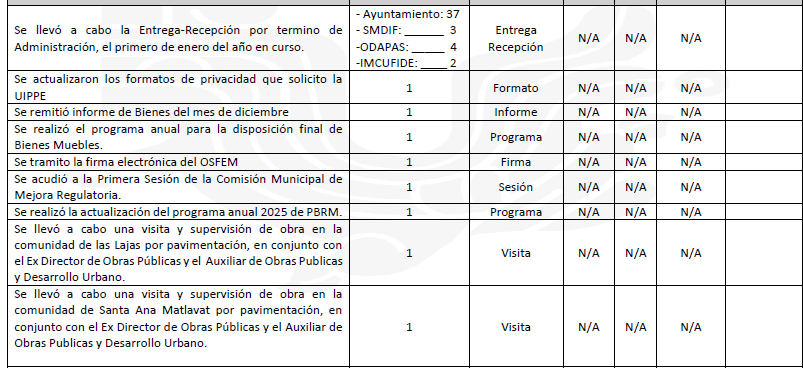 Se llevó a cabo la Entrega-Recepción por termino de
Administración, el primero de enero del año en curso.
- Ayuntamiento: 37
- SMDIF: ______ 3
-ODAPAS: _____ 4
-IMCUFIDE: ____ 2
Entrega
Recepción
N/A N/A N/A
Se actualizaron los formatos de privacidad que solicito la
UIPPE
1 Formato N/A N/A N/A
Se remitió informe de Bienes del mes de diciembre 1 Informe N/A N/A N/A
Se realizó el programa anual para la disposición final de
Bienes Muebles.
1 Programa N/A N/A N/A
Se tramito la firma electrónica del OSFEM 1 Firma N/A N/A N/A
Se acudió a la Primera Sesión de la Comisión Municipal de
Mejora Regulatoria.
1 Sesión N/A N/A N/A
Se realizó la actualización del programa anual 2025 de PBRM. 1 Programa N/A N/A N/A
Se llevó a cabo una visita y supervisión de obra en la
comunidad de las Lajas por pavimentación, en conjunto con
el Ex Director de Obras Públicas y el Auxiliar de Obras Publicas
y Desarrollo Urbano.
1 Visita N/A N/A N/A
Se llevó a cabo una visita y supervisión de obra en la
comunidad de Santa Ana Matlavat por pavimentación, en
conjunto con el Ex Director de Obras Públicas y el Auxiliar de
Obras Publicas y Desarrollo Urbano.
1 Visita N/A N/A N/A